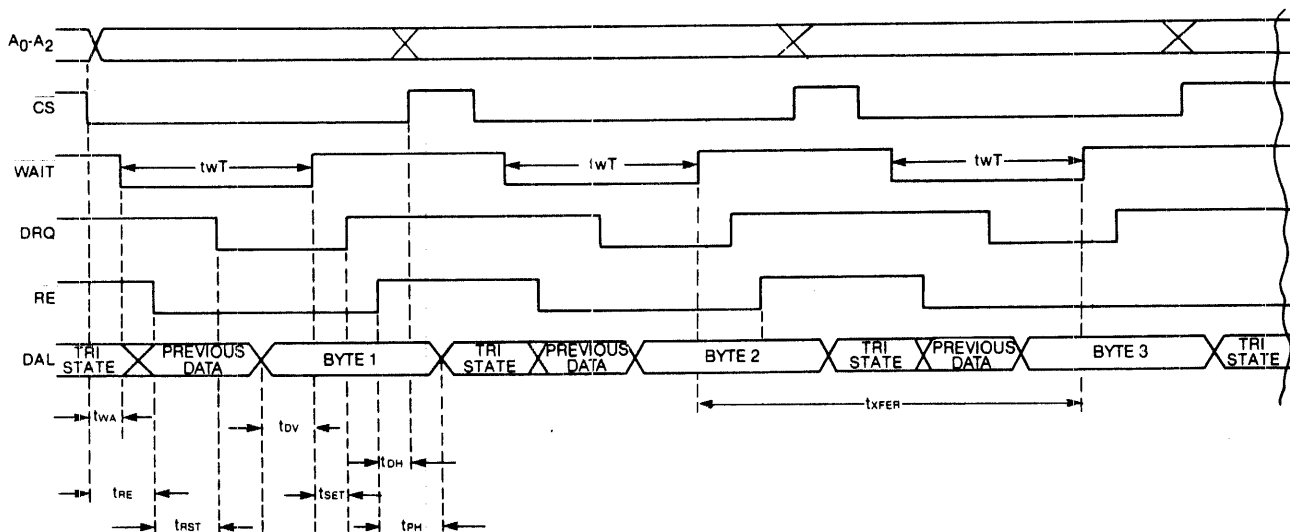 A0-A2
CS
WAIT
twT
twT
twT
DRQ
RE
DAL
TRI STATE
PREVIOUS DATA
BYTE 1
TRI STATE
PREVIOUS DATA
BYTE 2
TRI STATE
PREVIOUS DATA
BYTE 3
TRI STATE
tWA
tDV
tXFER
tDH
tRE
tSET
tRST
tPH